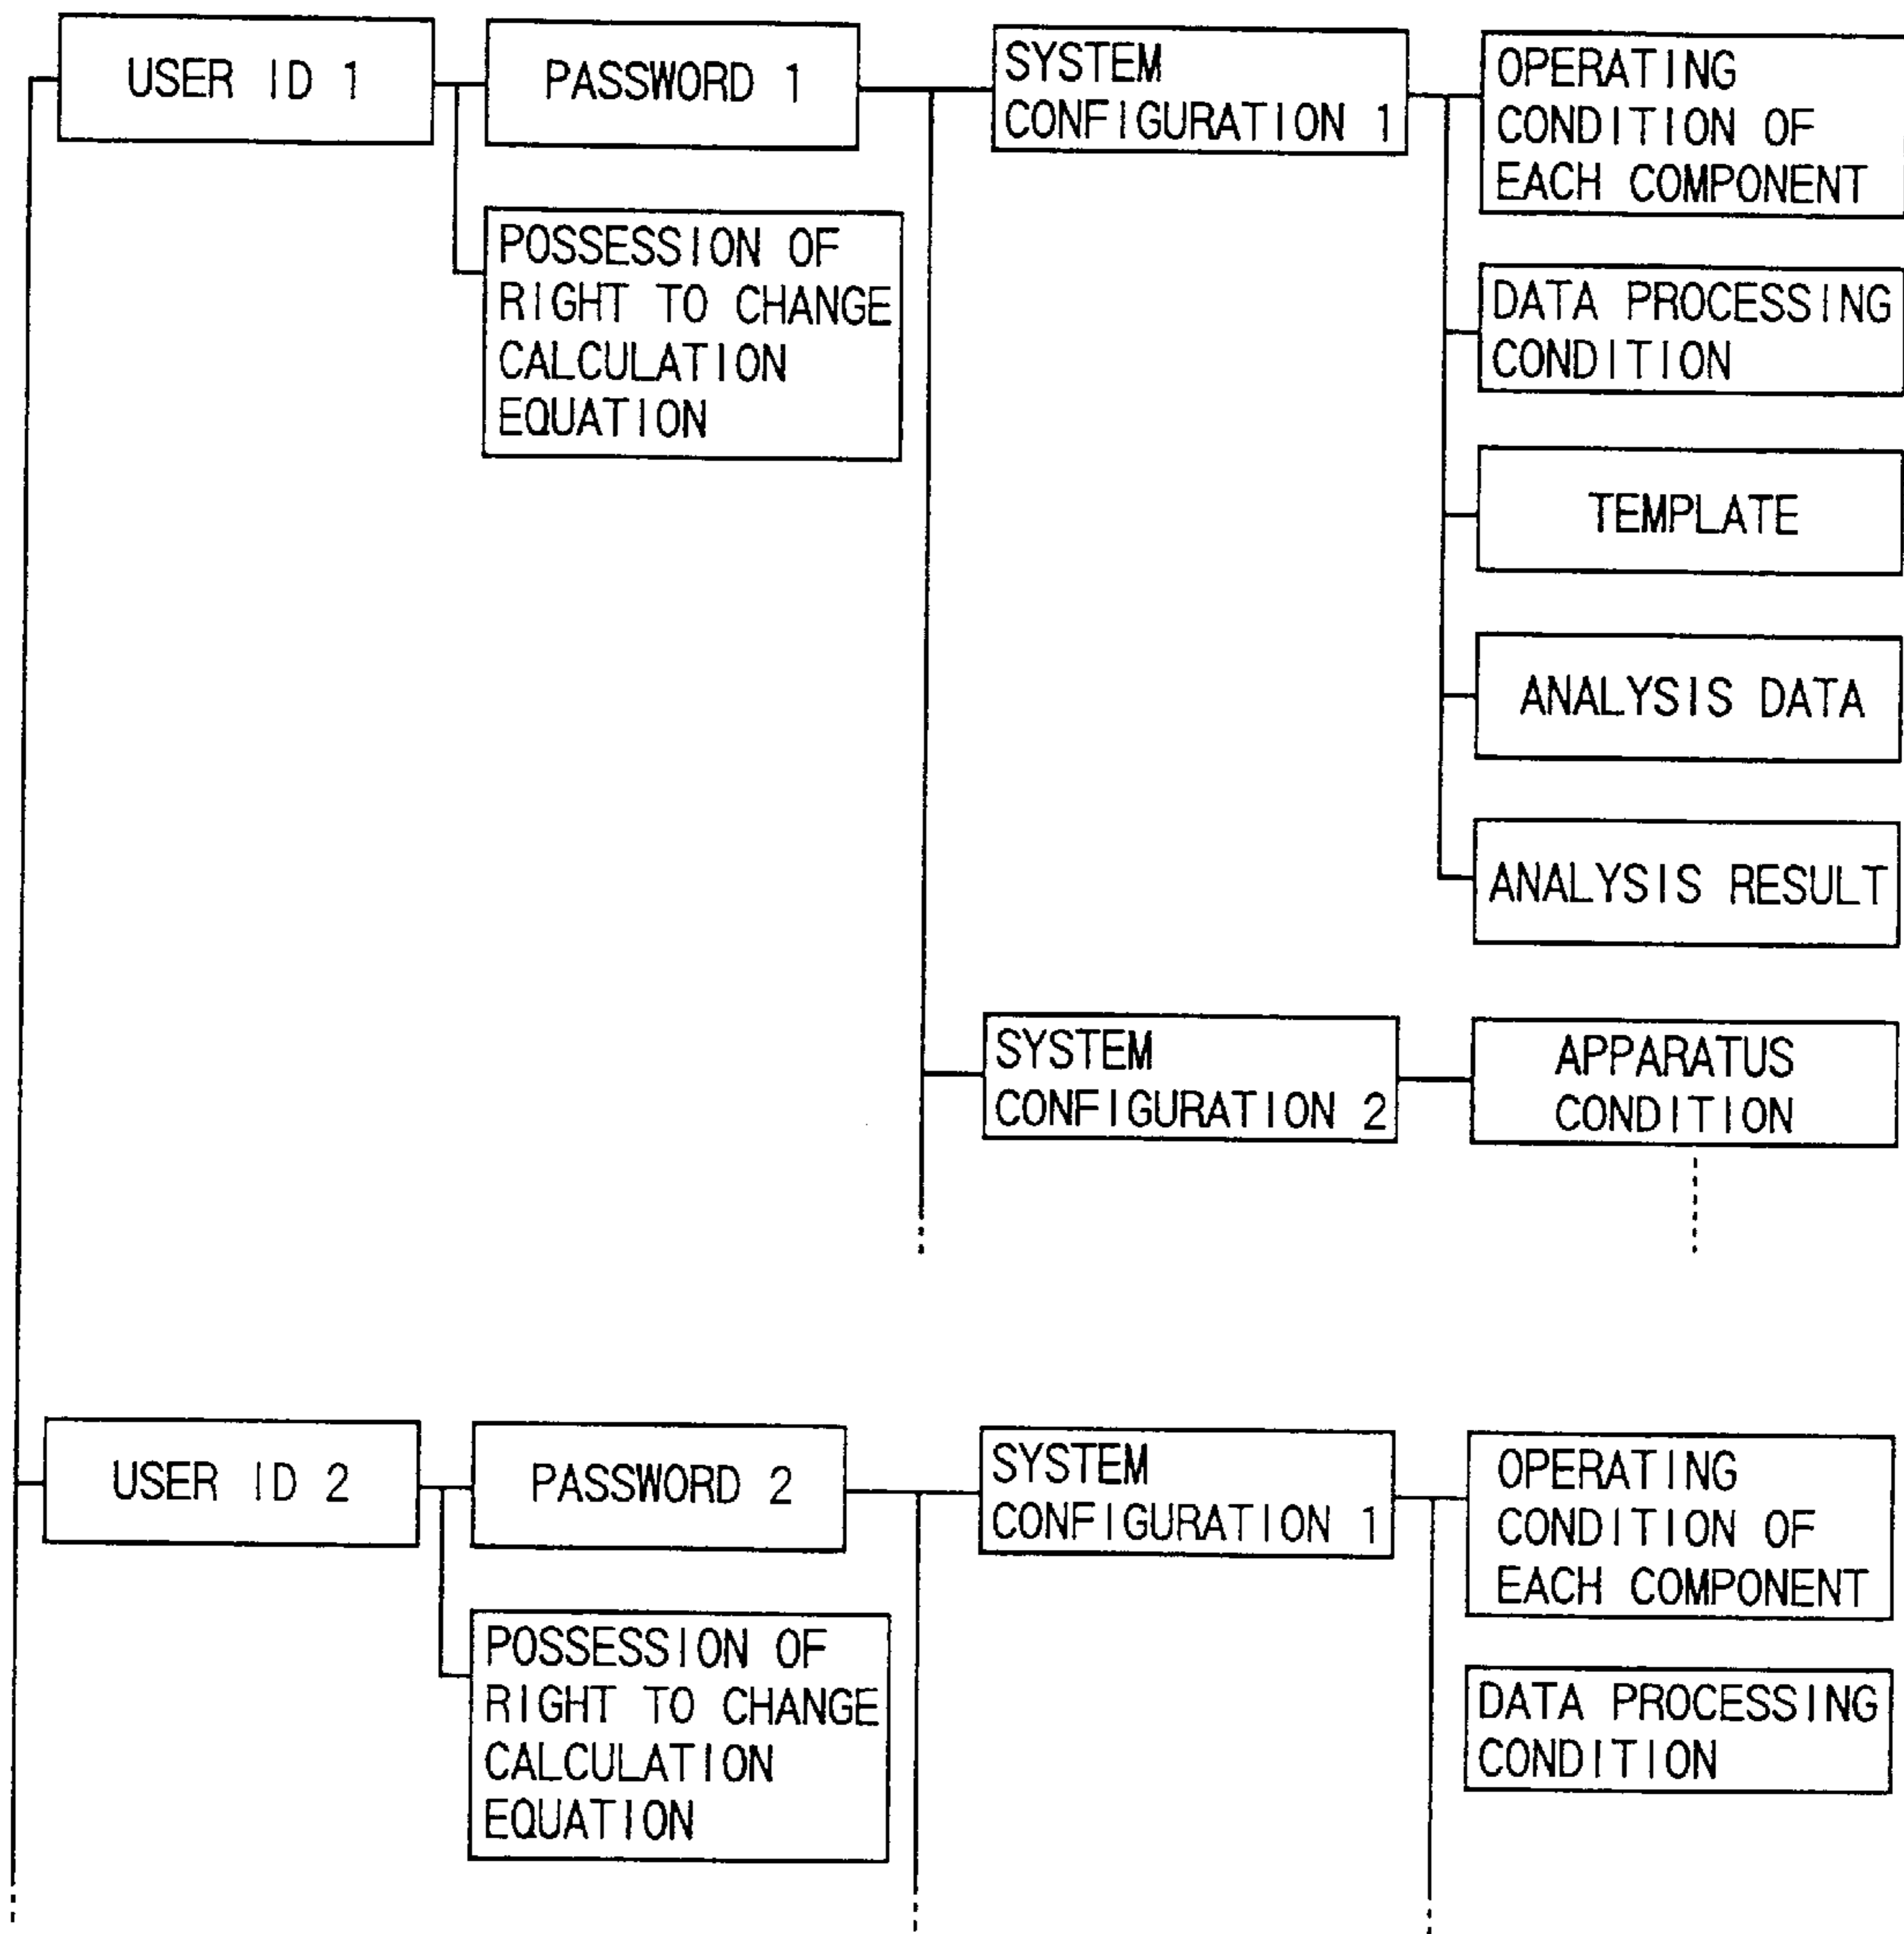 USER ID 1
PASSWORD 1
POSSESSION OF
RIGHT TO CHANGE
CALCULATION
EQUATION
SYSTEM
CONFIGURATION 1
OPERATING
CONDITION OF
EACH COMPONENT
DATA PROCESSING
CONDITION
TEMPLATE
ANALYSIS DATA
ANALYSIS RESULT
SYSTEM
CONFIGURATION 2
APPARATUS
CONDITION
USER ID 2
PASSWORD 2
POSSESSION OF
RIGHT TO CHANGE
CALCULATION
EQUATION
SYSTEM
CONFIGURATION 1
OPERATING
CONDITION OF
EACH COMPONENT
DATA PROCESSING
CONDITION